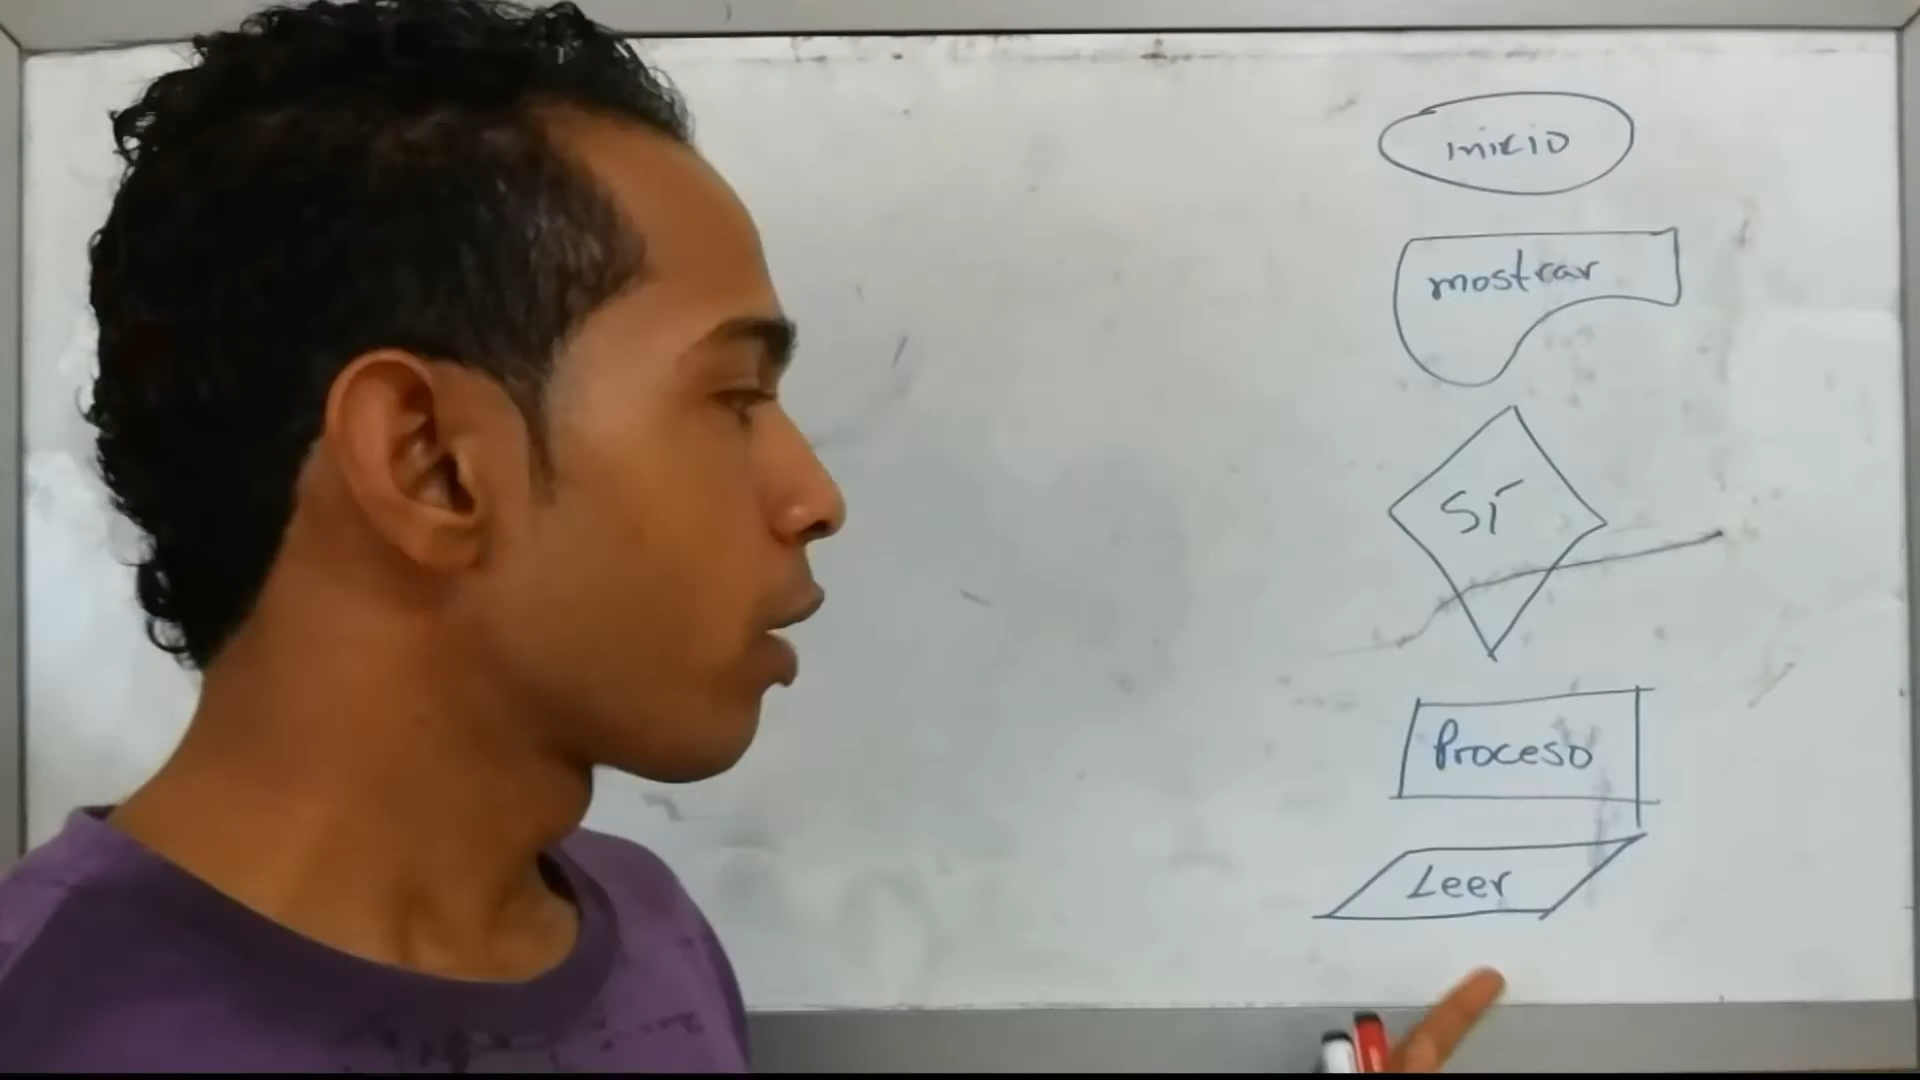 inicio
mostrar
Sí
Proceso
Leer